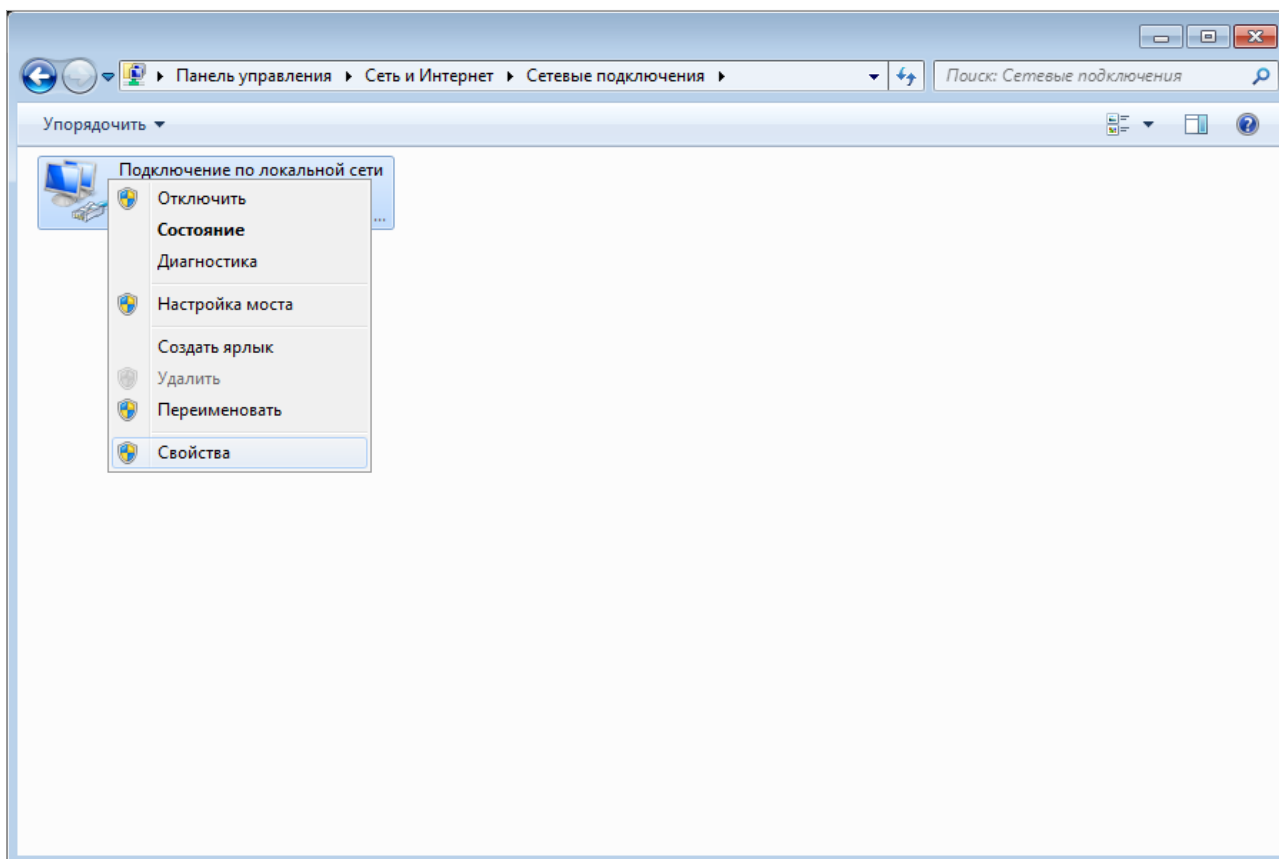 Панель управления Сеть и Интернет Сетевые подключения Поиск: Сетевые подключения
Упорядочить
Подключение по локальной сети
...
Отключить
Состояние
Диагностика
Настройка моста
Создать ярлык
Удалить
Переименовать
Свойства